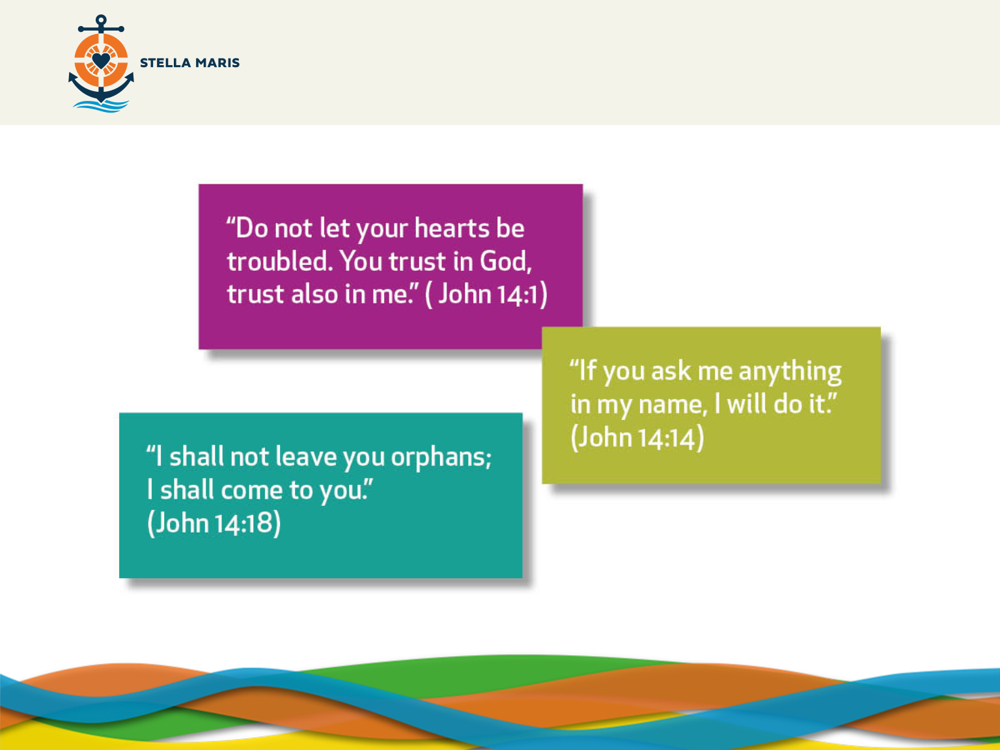 STELLA MARIS
“Do not let your hearts be
troubled. You trust in God,
trust also in me.” ( John 14:1)
“If you ask me anything
in my name, I will do it.”
(John 14:14)
“I shall not leave you orphans;
I shall come to you.”
(John 14:18)